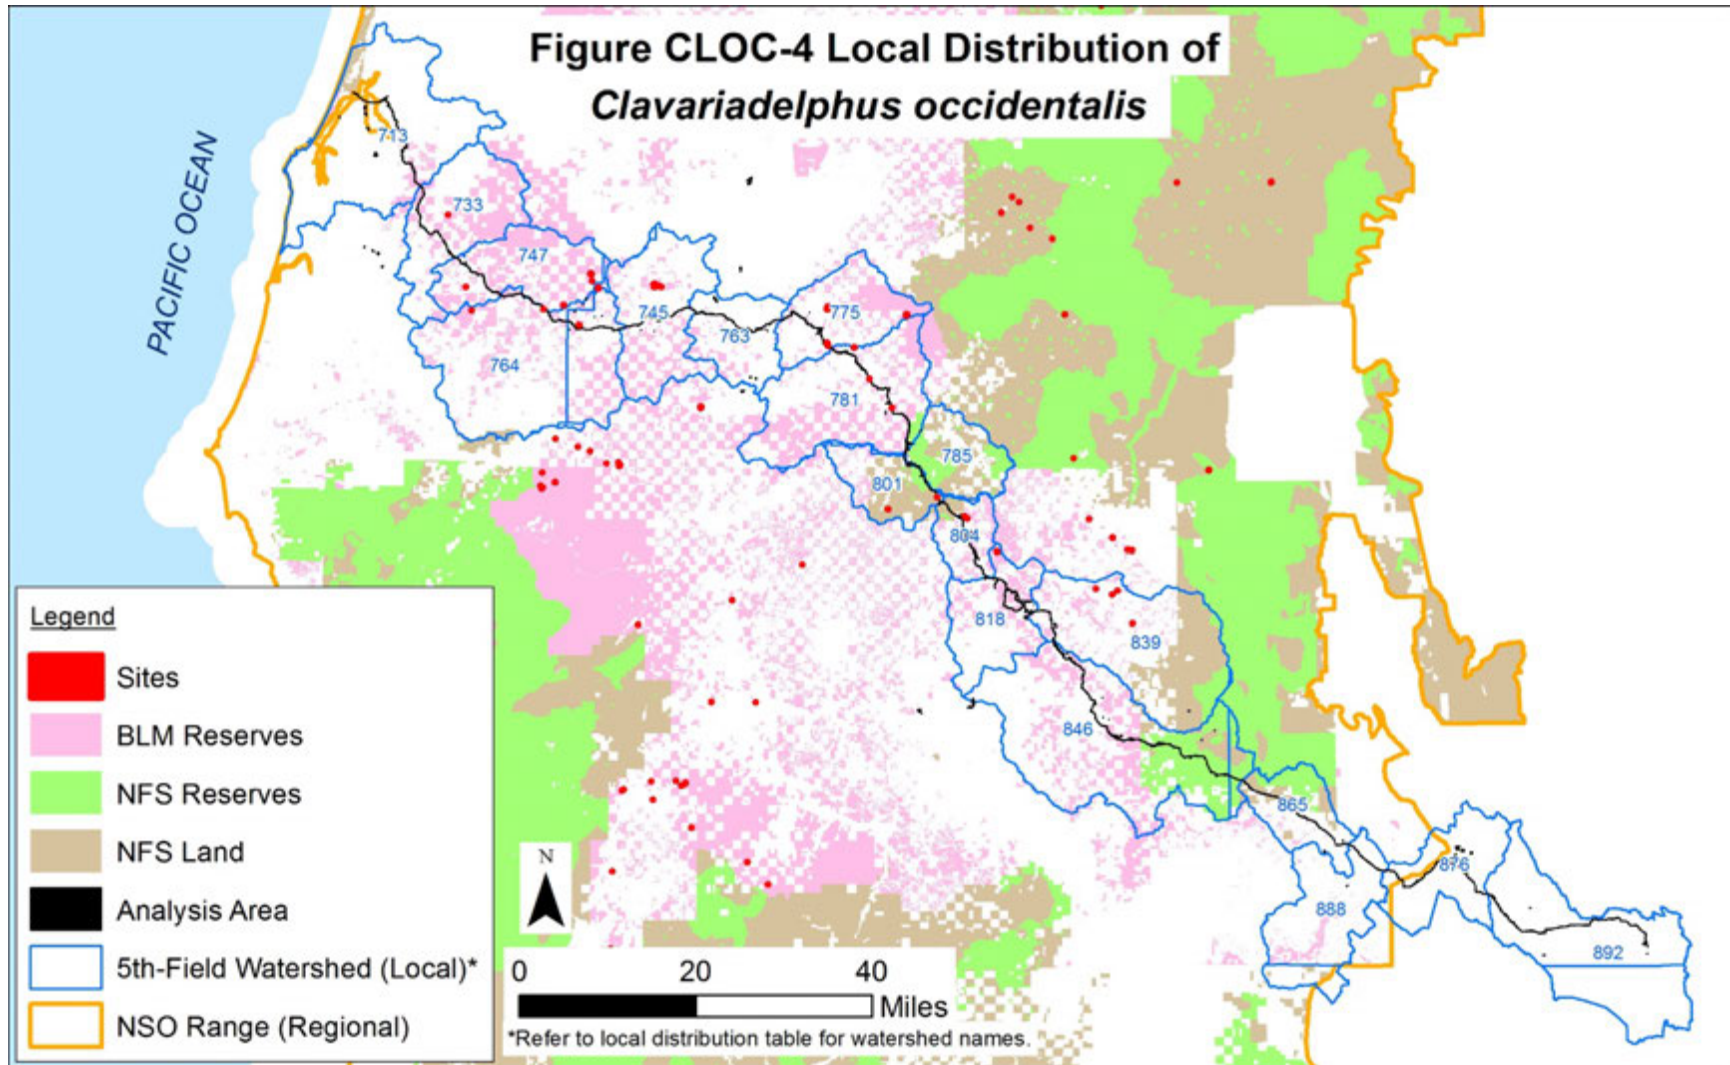 Figure CLOC-4 Local Distribution of
Clavariadelphus occidentalis
PACIFIC OCEAN
713
733
747
745
763
775
764
781
785
801
804
818
839
846
865
876
888
892
Legend
Sites
BLM Reserves
NFS Reserves
NFS Land
Analysis Area
5th-Field Watershed (Local)*
NSO Range (Regional)
N
0 20 40
Miles
*Refer to local distribution table for watershed names.